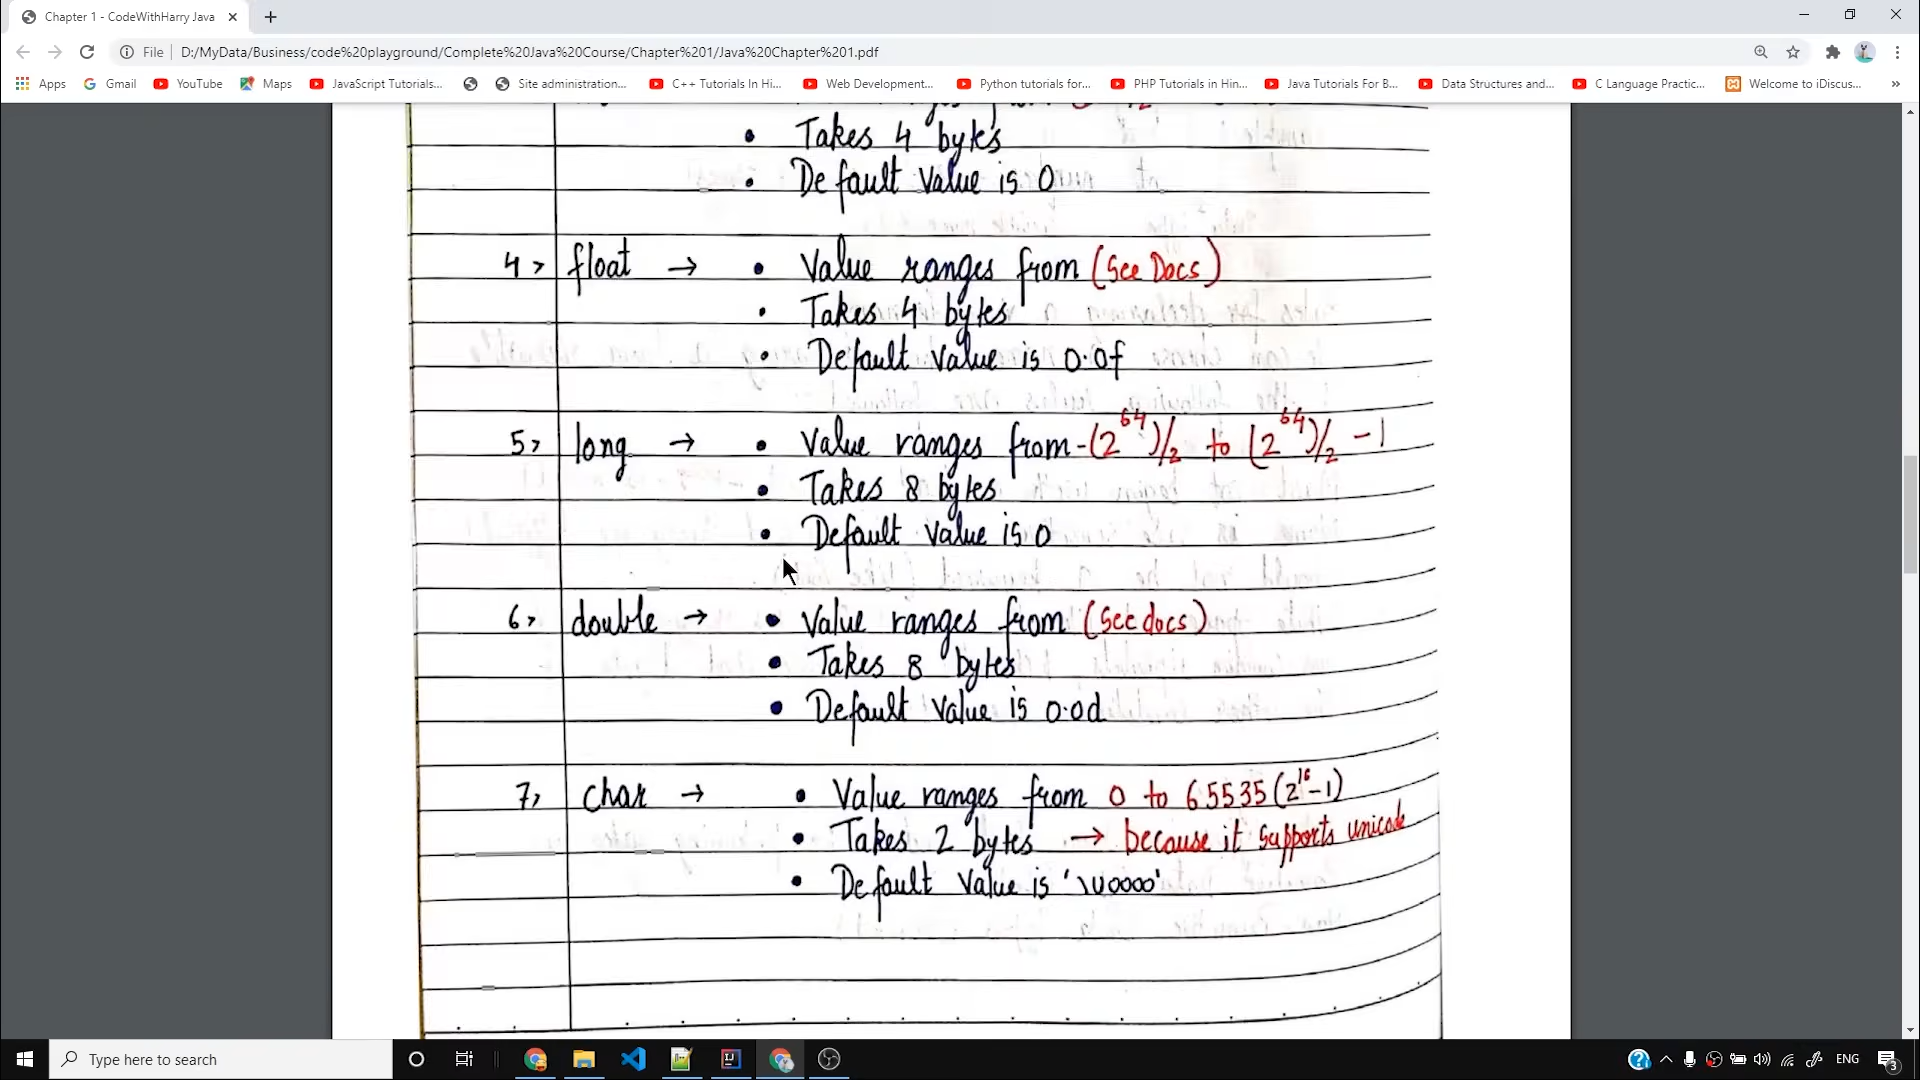 Chapter 1 - CodeWithHarry Java
File | D:/MyData/Business/code%20playground/Complete%20Java%20Course/Chapter%201/Java%20Chapter%201.pdf
Apps Gmail YouTube Maps JavaScript Tutorials... Site administration... C++ Tutorials In Hi... Web Development... Python tutorials for... PHP Tutorials in Hin... Java Tutorials For B... Data Structures and... C Language Practic... Welcome to iDiscus... »
• Takes 4 bytes
• Default value is 0
4> float → • Value ranges from (See Docs)
• Takes 4 bytes
• Default value is 0.0f
5> long → • Value ranges from -(2^64)/2 to (2^64)/2 - 1
• Takes 8 bytes
• Default value is 0
6> double → • Value ranges from (See docs)
• Takes 8 bytes
• Default value is 0.0d
7> char → • Value ranges from 0 to 65535 (2^16-1)
• Takes 2 bytes → because it supports unicode
• Default value is '\u0000'
Type here to search
ENG
3